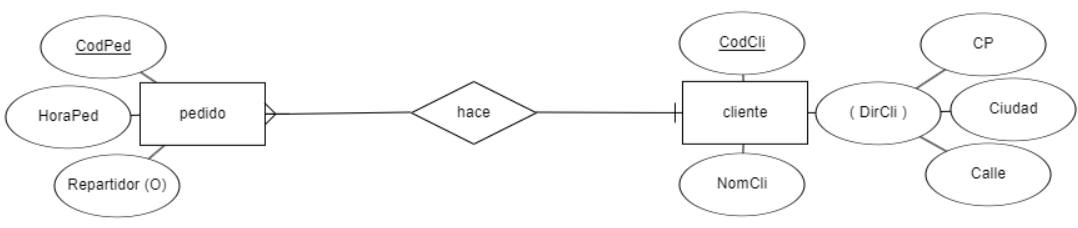 CodPed
HoraPed
pedido
Repartidor (O)
hace
CodCli
cliente
NomCli
( DirCli )
CP
Ciudad
Calle